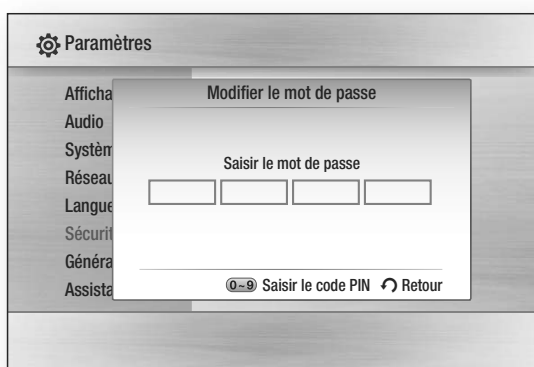 Paramètres
Modifier le mot de passe
Afficha
Audio
Systèm
Réseau
Langue
Sécurit
Généra
Assista
Saisir le mot de passe
0~9 Saisir le code PIN Retour